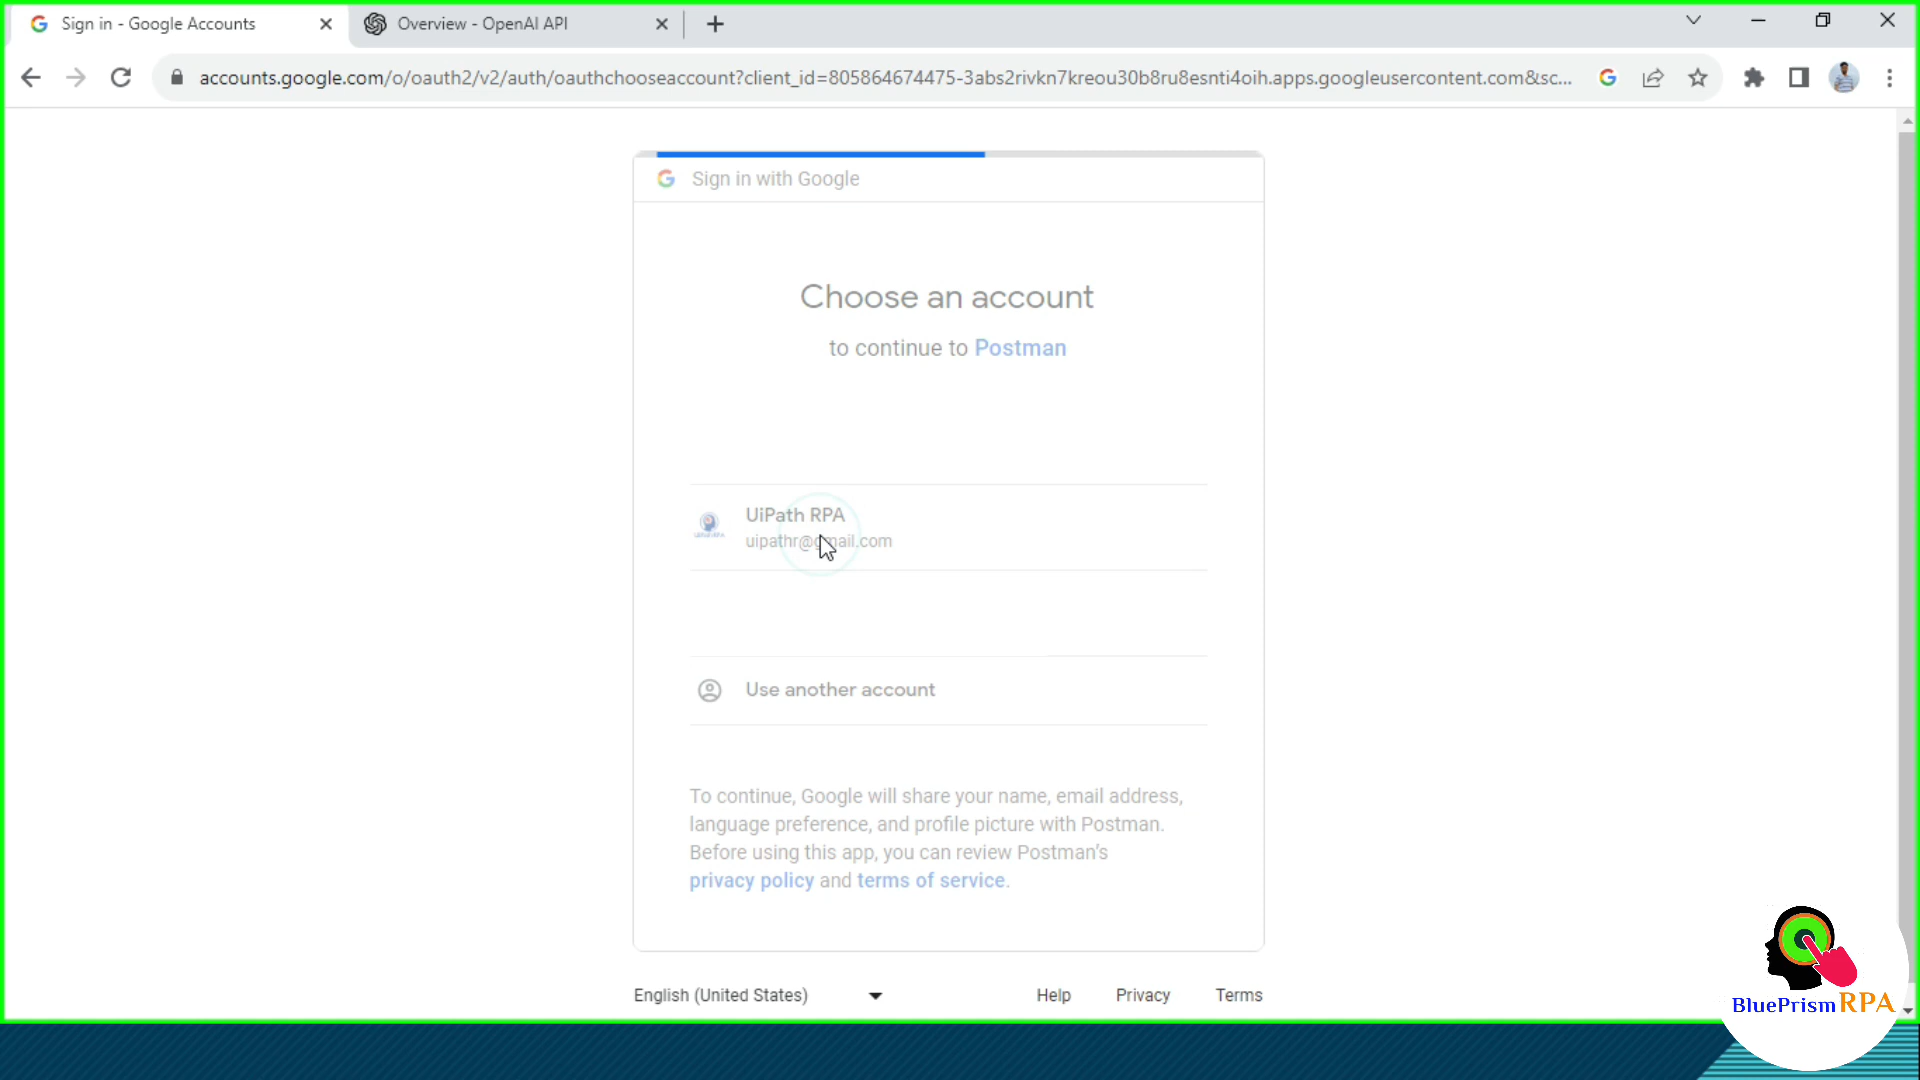 Sign in - Google Accounts
Overview - OpenAI API
accounts.google.com/o/oauth2/v2/auth/oauthchooseaccount?client_id=805864674475-3abs2rivkn7kreou30b8ru8esnti4oih.apps.googleusercontent.com&sc...
Sign in with Google
Choose an account
to continue to Postman
UiPath RPA
uipathr@gmail.com
Use another account
To continue, Google will share your name, email address,
language preference, and profile picture with Postman.
Before using this app, you can review Postman's
privacy policy and terms of service.
English (United States)
Help
Privacy
Terms
BluePrism RPA